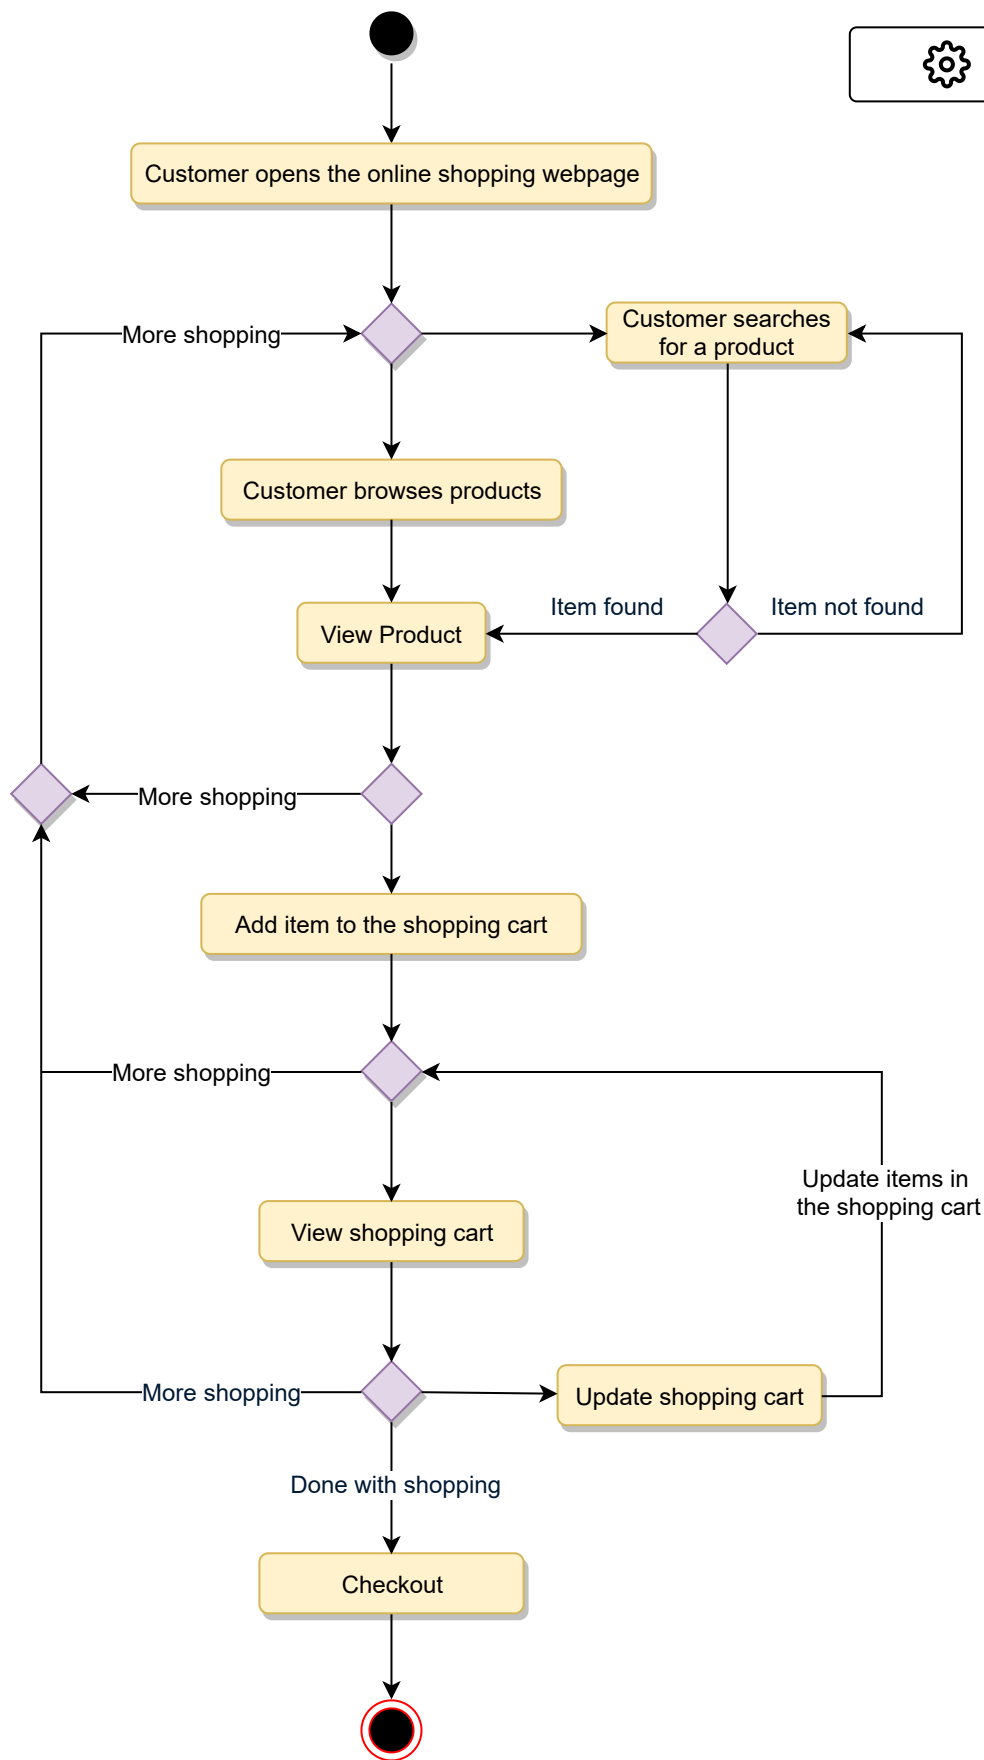 Customer opens the online shopping webpage
More shopping
Customer searches
for a product
Customer browses products
Item found
Item not found
View Product
More shopping
Add item to the shopping cart
More shopping
Update items in
the shopping cart
View shopping cart
More shopping
Update shopping cart
Done with shopping
Checkout